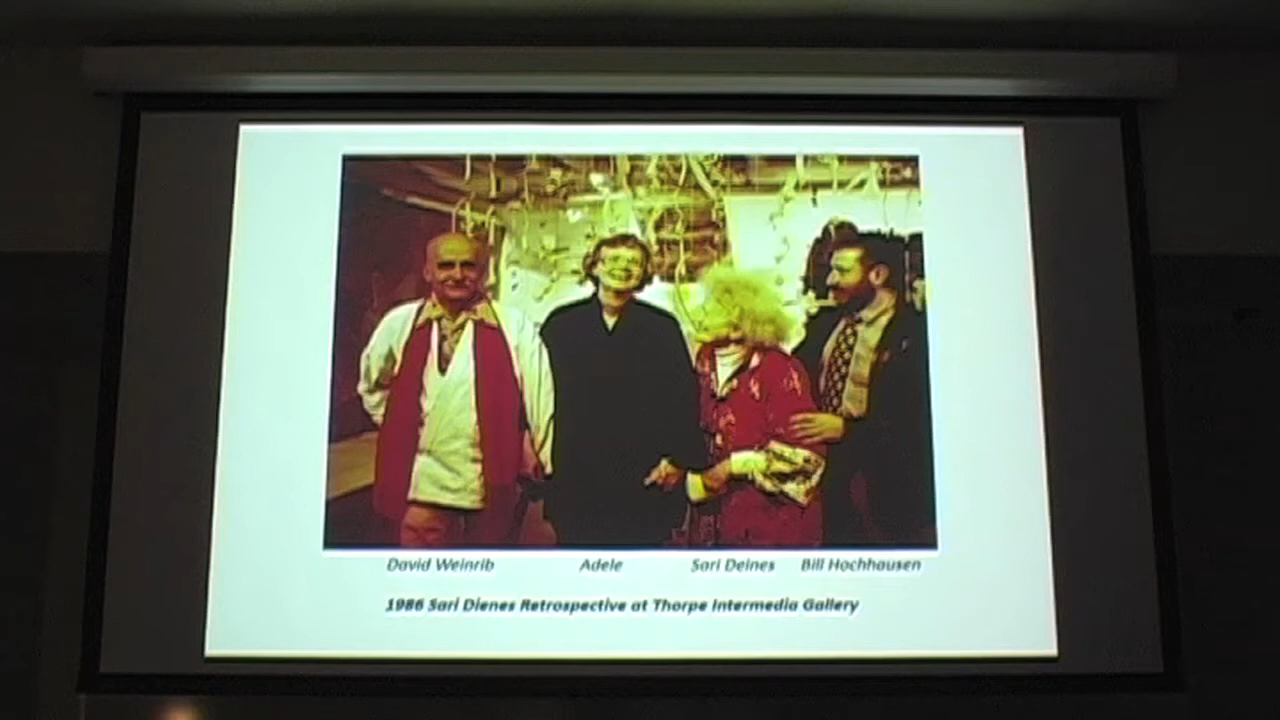 David Weinrib Adele Sari Deines Bill Hochhausen
1986 Sari Dienes Retrospective at Thorpe Intermedia Gallery